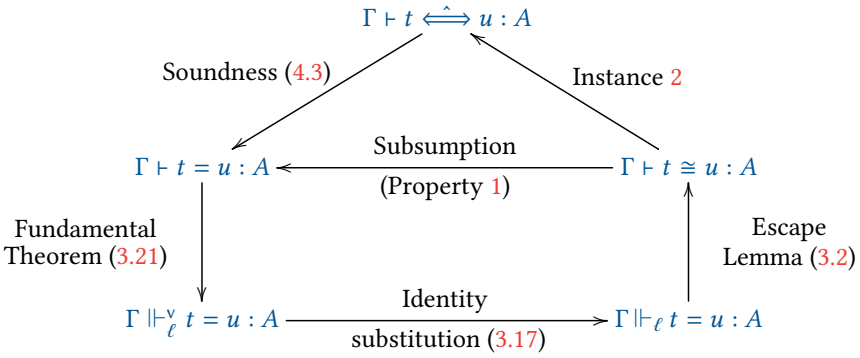 Γ ⊢ t ⟺̂ u : A
Soundness (4.3)
Instance 2
Subsumption
Γ ⊢ t = u : A
Γ ⊢ t ≅ u : A
(Property 1)
Fundamental
Theorem (3.21)
Escape
Lemma (3.2)
Identity
Γ ⊩ᵛ_ℓ t = u : A
Γ ⊩_ℓ t = u : A
substitution (3.17)